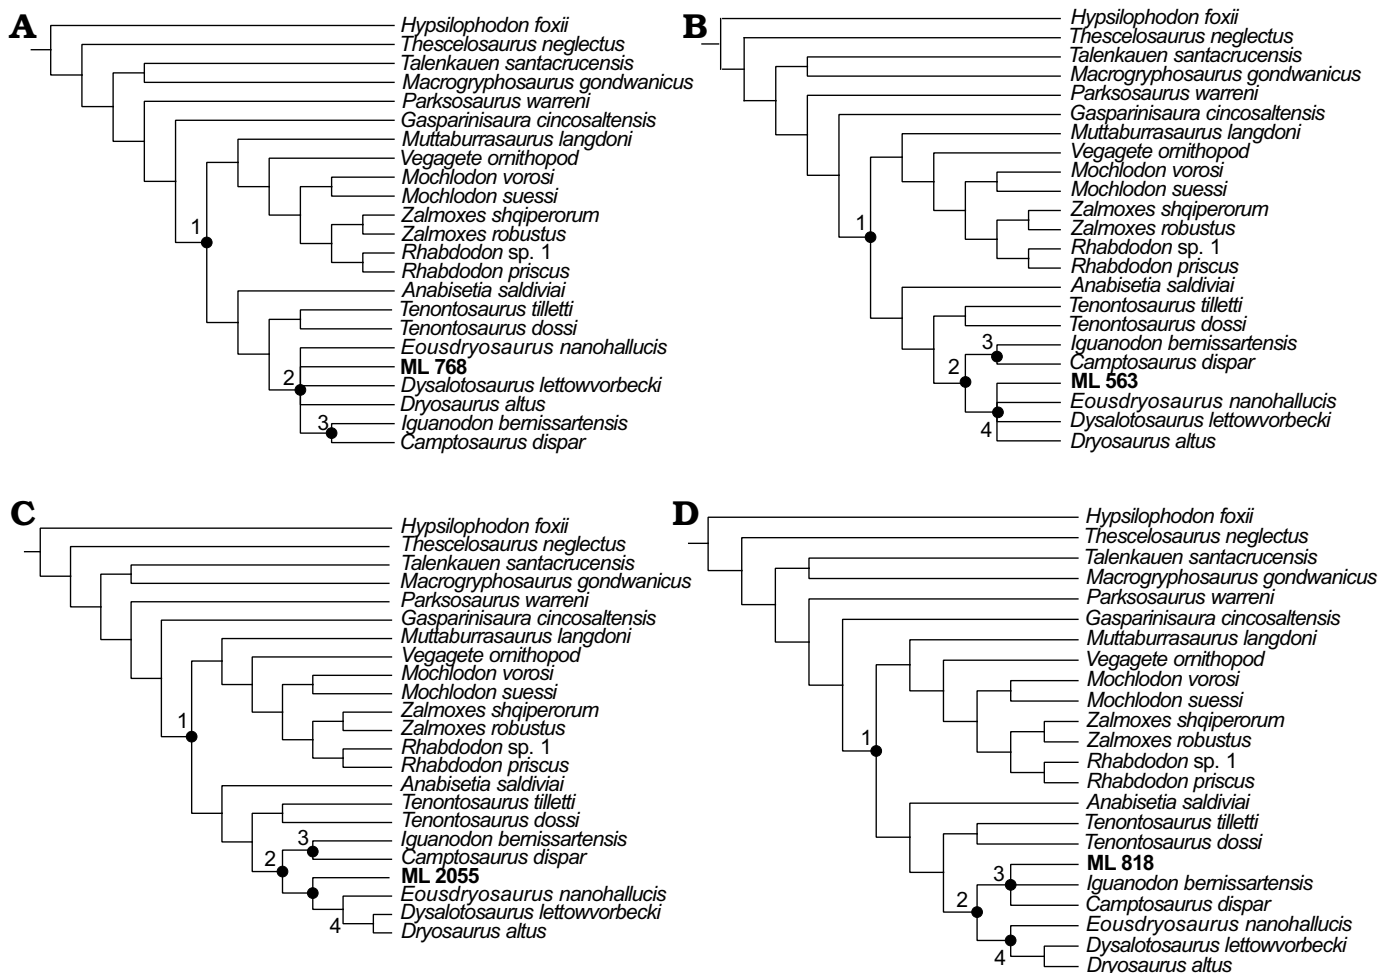 A
Hypsilophodon foxii
Thescelosaurus neglectus
Talenkauen santacrucensis
Macrogryphosaurus gondwanicus
Parksosaurus warreni
Gasparinisaura cincosaltensis
Muttaburrasaurus langdoni
Vegagete ornithopod
Mochlodon vorosi
Mochlodon suessi
Zalmoxes shqiperorum
Zalmoxes robustus
1
Rhabdodon sp. 1
Rhabdodon priscus
Anabisetia saldiviai
Tenontosaurus tilletti
Tenontosaurus dossi
Eousdryosaurus nanohallucis
ML 768
2
Dysalotosaurus lettowvorbecki
Dryosaurus altus
3
Iguanodon bernissartensis
Camptosaurus dispar
B
Hypsilophodon foxii
Thescelosaurus neglectus
Talenkauen santacrucensis
Macrogryphosaurus gondwanicus
Parksosaurus warreni
Gasparinisaura cincosaltensis
Muttaburrasaurus langdoni
Vegagete ornithopod
Mochlodon vorosi
Mochlodon suessi
Zalmoxes shqiperorum
1
Zalmoxes robustus
Rhabdodon sp. 1
Rhabdodon priscus
Anabisetia saldiviai
Tenontosaurus tilletti
Tenontosaurus dossi
3
Iguanodon bernissartensis
2
Camptosaurus dispar
ML 563
Eousdryosaurus nanohallucis
Dysalotosaurus lettowvorbecki
4
Dryosaurus altus
C
Hypsilophodon foxii
Thescelosaurus neglectus
Talenkauen santacrucensis
Macrogryphosaurus gondwanicus
Parksosaurus warreni
Gasparinisaura cincosaltensis
Muttaburrasaurus langdoni
Vegagete ornithopod
Mochlodon vorosi
Mochlodon suessi
Zalmoxes shqiperorum
1
Zalmoxes robustus
Rhabdodon sp. 1
Rhabdodon priscus
Anabisetia saldiviai
Tenontosaurus tilletti
Tenontosaurus dossi
3
Iguanodon bernissartensis
2
Camptosaurus dispar
ML 2055
Eousdryosaurus nanohallucis
Dysalotosaurus lettowvorbecki
4
Dryosaurus altus
D
Hypsilophodon foxii
Thescelosaurus neglectus
Talenkauen santacrucensis
Macrogryphosaurus gondwanicus
Parksosaurus warreni
Gasparinisaura cincosaltensis
Muttaburrasaurus langdoni
Vegagete ornithopod
Mochlodon vorosi
Mochlodon suessi
Zalmoxes shqiperorum
1
Zalmoxes robustus
Rhabdodon sp. 1
Rhabdodon priscus
Anabisetia saldiviai
Tenontosaurus tilletti
Tenontosaurus dossi
ML 818
3
Iguanodon bernissartensis
2
Camptosaurus dispar
Eousdryosaurus nanohallucis
Dysalotosaurus lettowvorbecki
4
Dryosaurus altus